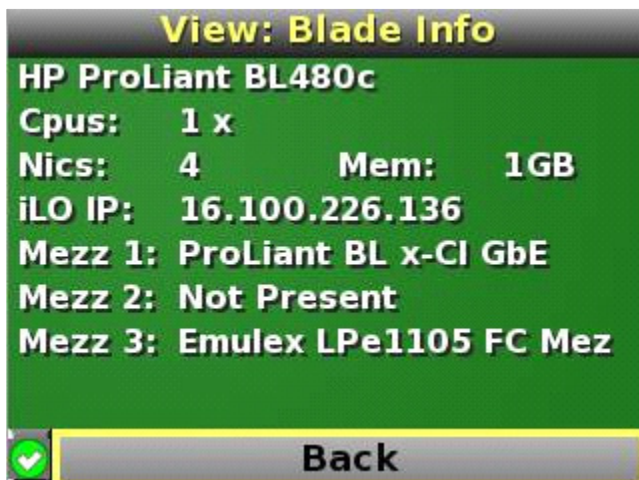 View: Blade Info
HP ProLiant BL480c
Cpus: 1 x
Nics: 4 Mem: 1GB
iLO IP: 16.100.226.136
Mezz 1: ProLiant BL x-Cl GbE
Mezz 2: Not Present
Mezz 3: Emulex LPe1105 FC Mez
Back